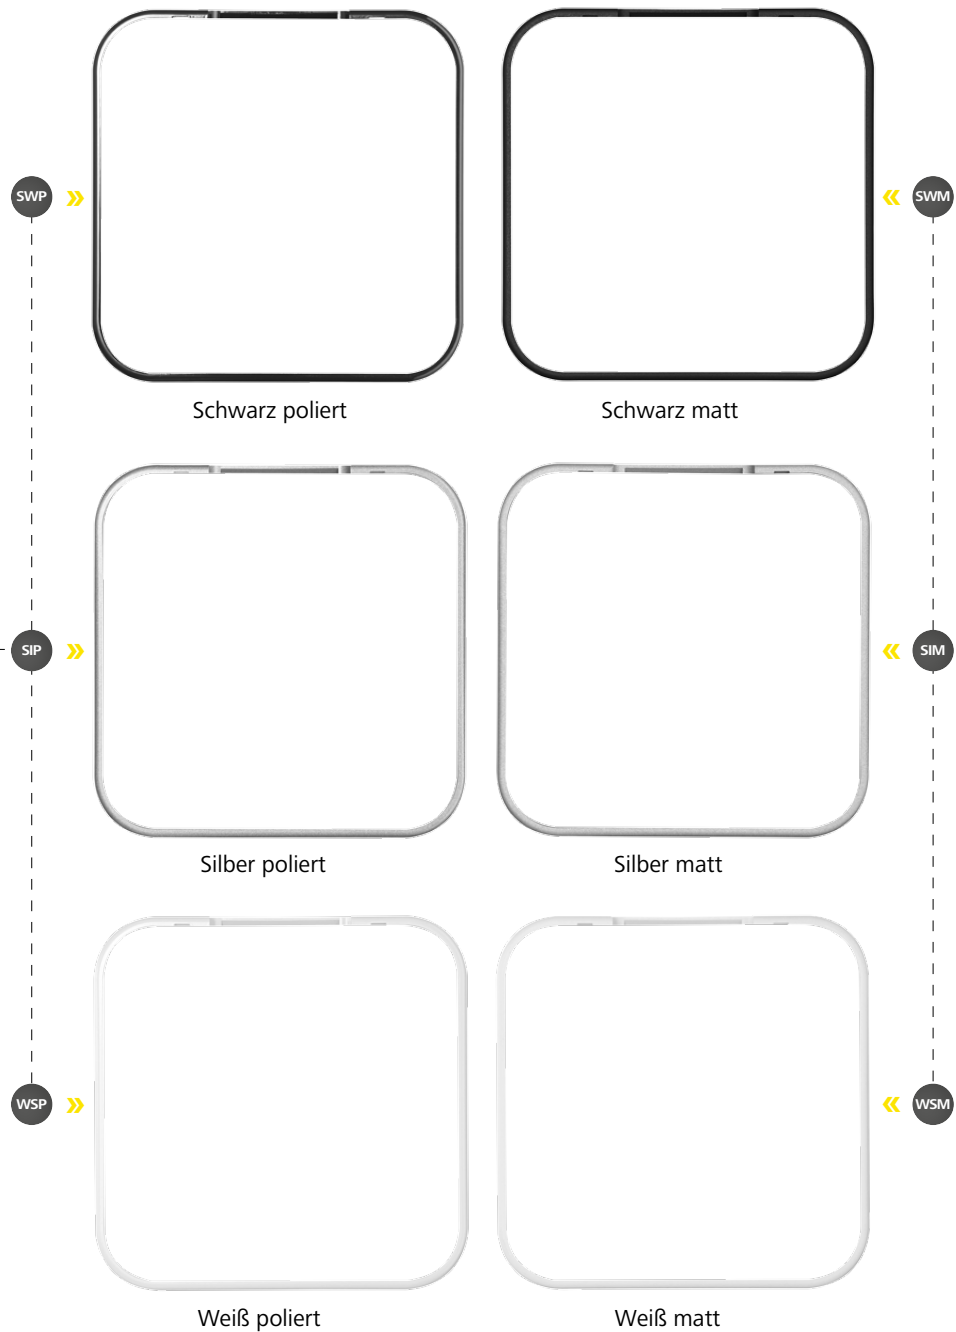 SWP
SWM
Schwarz poliert
Schwarz matt
SIP
SIM
Silber poliert
Silber matt
WSP
WSM
Weiß poliert
Weiß matt